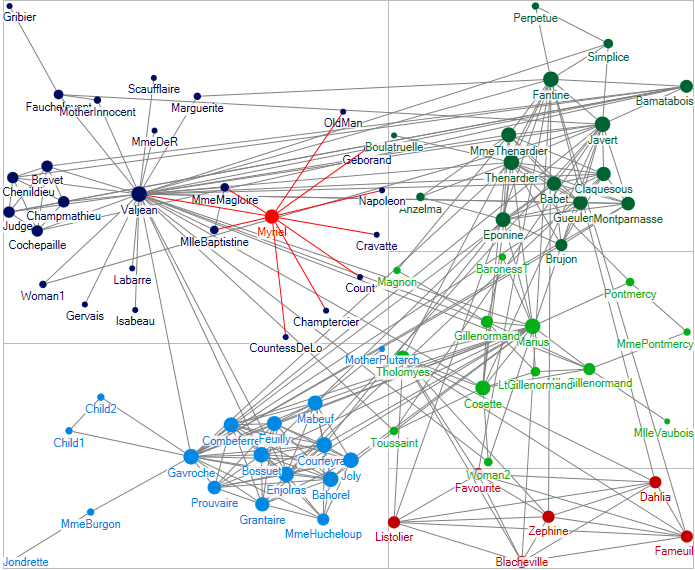 Gribier
Perpetue
Simplice
Scaufflaire
Marguerite
MotherInnocent
Fantine
Bamatabois
OldMan
Javert
MmeDeR
Boulatruelle
MmeThenardier
Geborand
Thenardier
Brevet
Chenildieu
Claquesous
Babet
MmeMagloire
Napoleon
Anzelma
Champmathieu
Valjean
Gueulemer
Montparnasse
Judge
Myriel
Eponine
Cochepaille
MlleBaptistine
Cravatte
Brujon
BaronessT
Labarre
Magnon
Count
Woman1
Pontmercy
Gervais
Isabeau
Champtercier
Gillenormand
Marius
MmePontmercy
CountessDeLo
MotherPlutarch
Tholomyes
LtGillenormand
MlleGillenormand
Cosette
Child2
Mabeuf
MlleVaubois
Child1
Combeferre
Feuilly
Toussaint
Courfeyrac
Gavroche
Bossuet
Joly
Woman2
Favourite
Enjolras
Bahorel
Dahlia
Prouvaire
Grantaire
MmeBurgon
MmeHucheloup
Listolier
Zephine
Fameuil
Jondrette
Blacheville